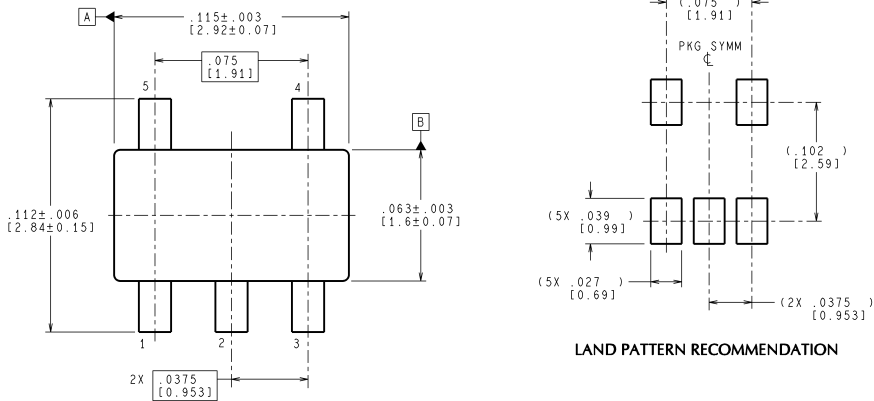 A
.115±.003
[2.92±0.07]
.075
[1.91]
5
4
B
.112±.006
[2.84±0.15]
.063±.003
[1.6±0.07]
1
2
3
2X .0375
[0.953]
(.075 )
[1.91]
PKG SYMM
℄
(.102 )
[2.59]
(5X .039 )
[0.99]
(5X .027 )
[0.69]
(2X .0375 )
[0.953]
LAND PATTERN RECOMMENDATION